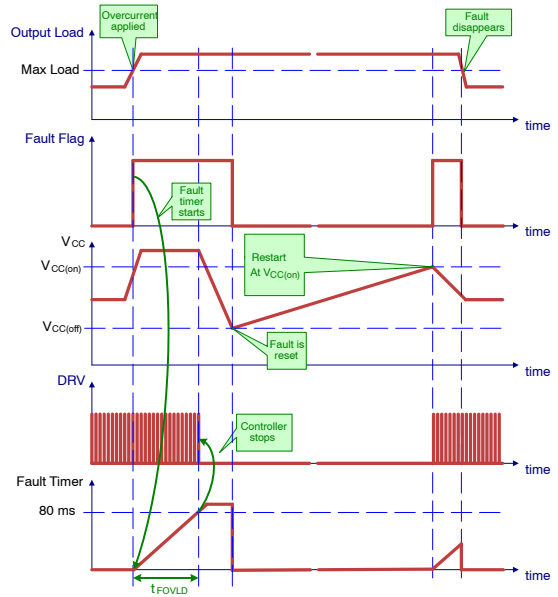 Overcurrent
applied
Fault
disappears
Output Load
Max Load
time
Fault Flag
Fault
timer
starts
time
VCC
VCC(on)
Restart
At VCC(on)
VCC(off)
Fault is
reset
time
DRV
Controller
stops
time
Fault Timer
80 ms
time
tFOVLD